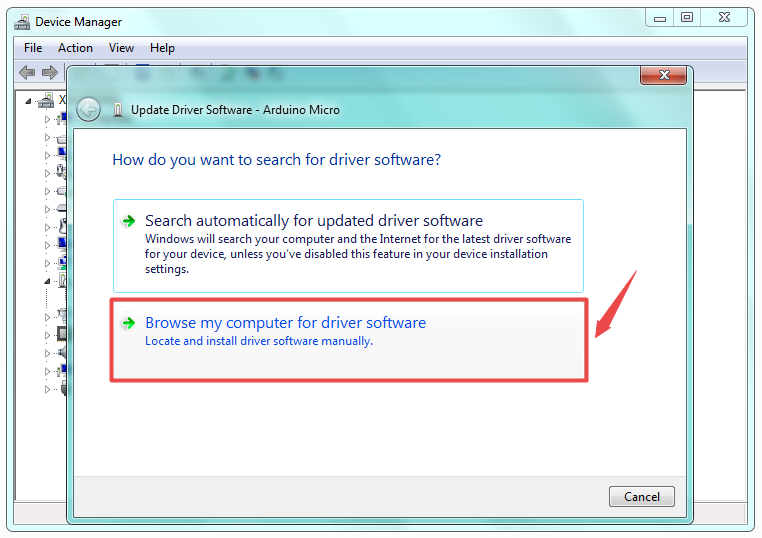 Device Manager
File Action View Help
Update Driver Software - Arduino Micro
How do you want to search for driver software?
Search automatically for updated driver software
Windows will search your computer and the Internet for the latest driver software
for your device, unless you've disabled this feature in your device installation
settings.
Browse my computer for driver software
Locate and install driver software manually.
Cancel